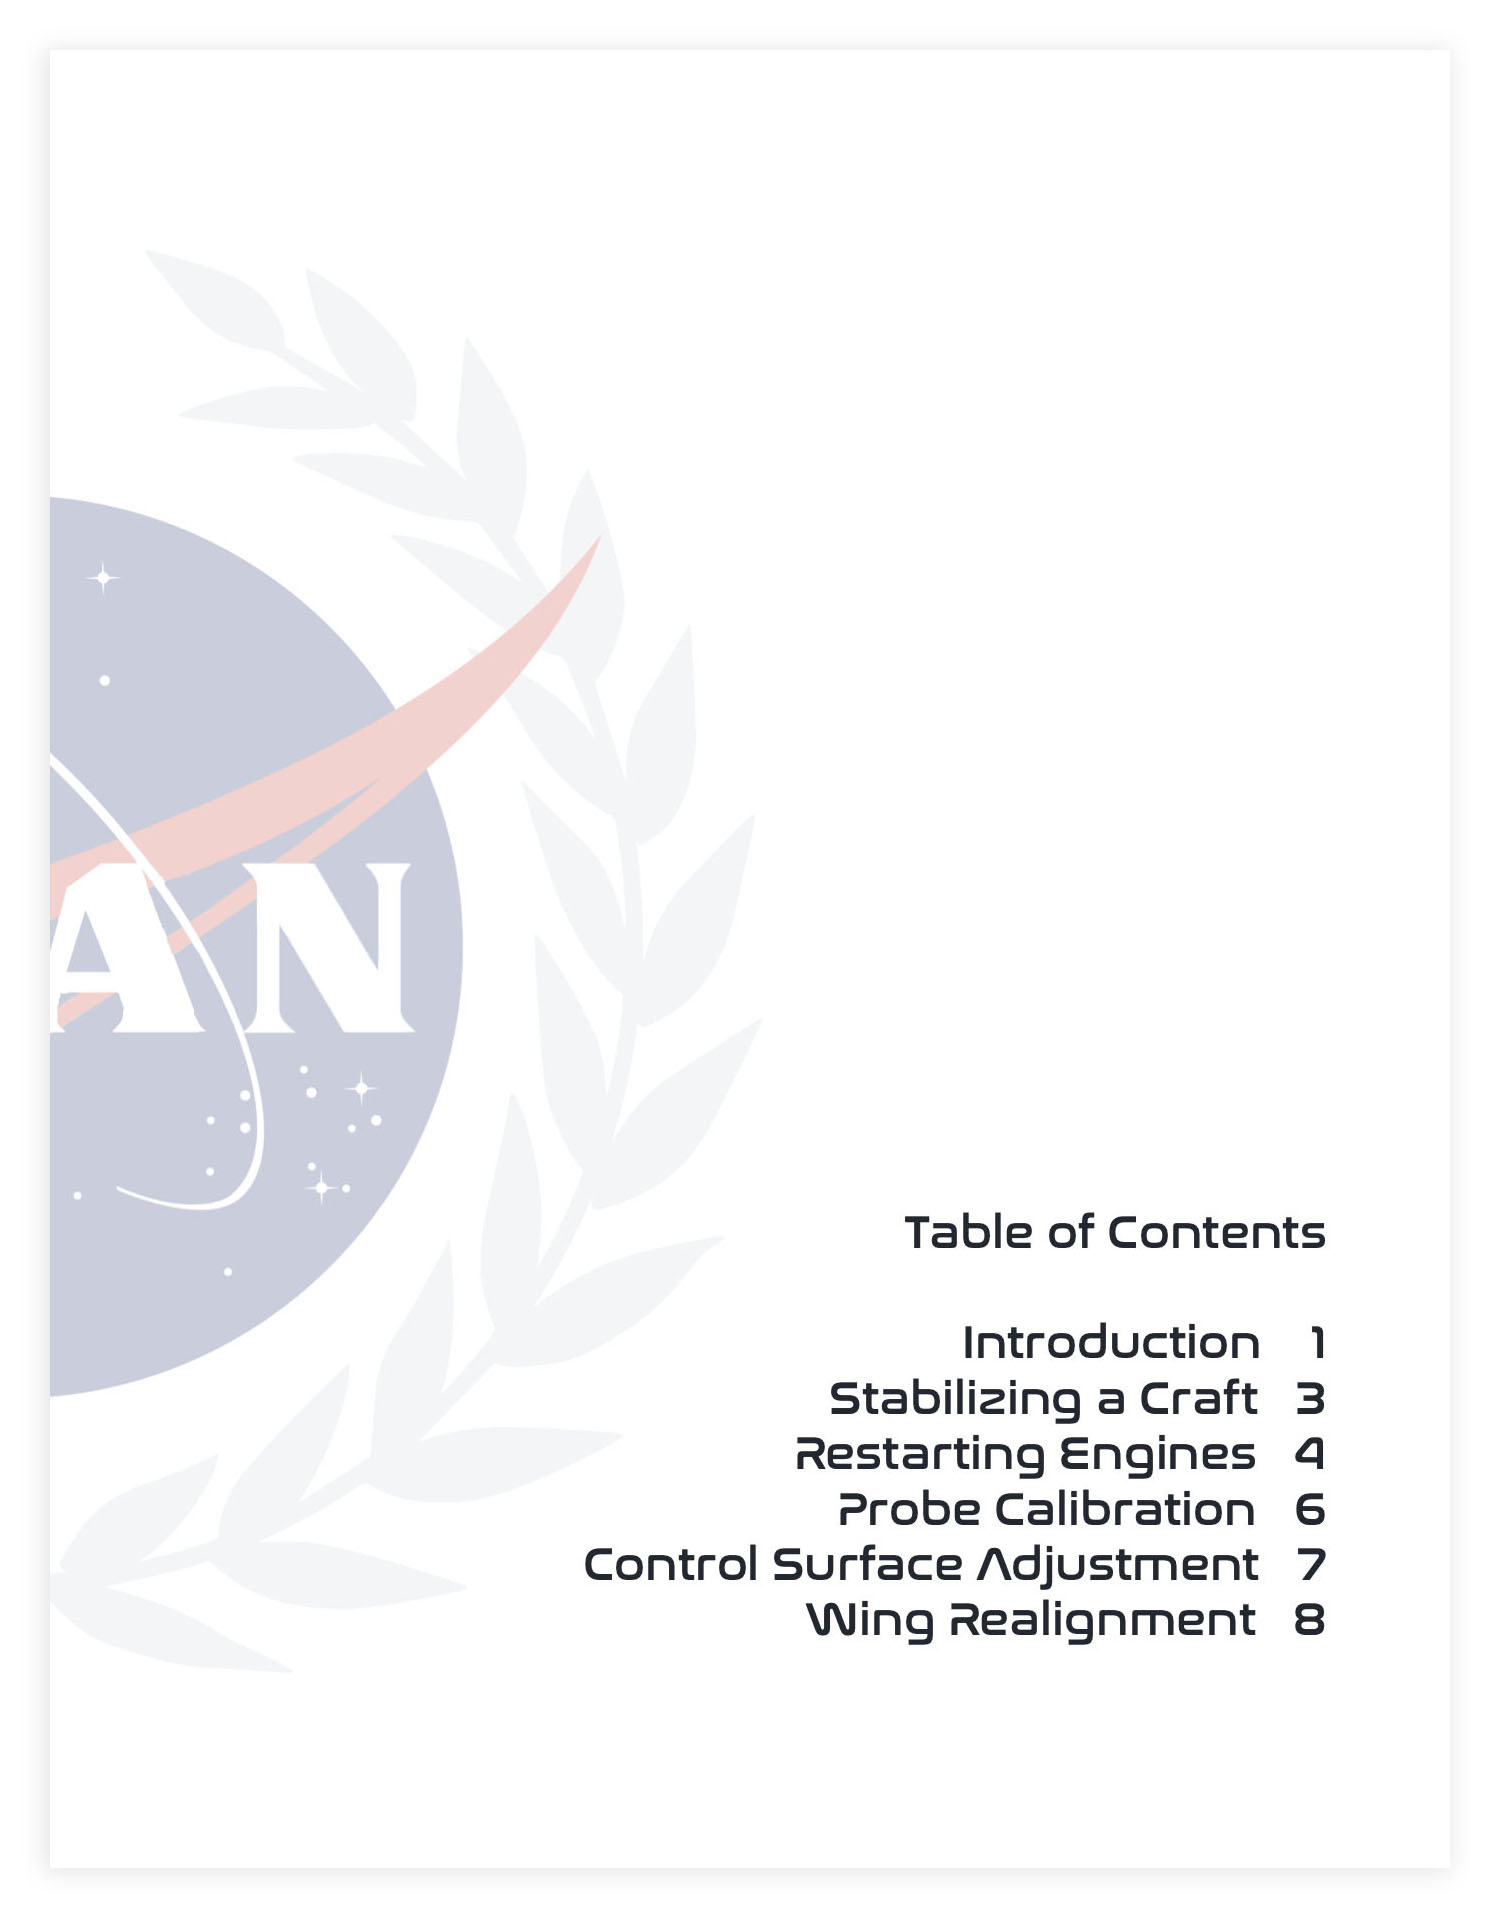 AN
Table of Contents
Introduction 1
Stabilizing a Craft 3
Restarting Engines 4
Probe Calibration 6
Control Surface Adjustment 7
Wing Realignment 8